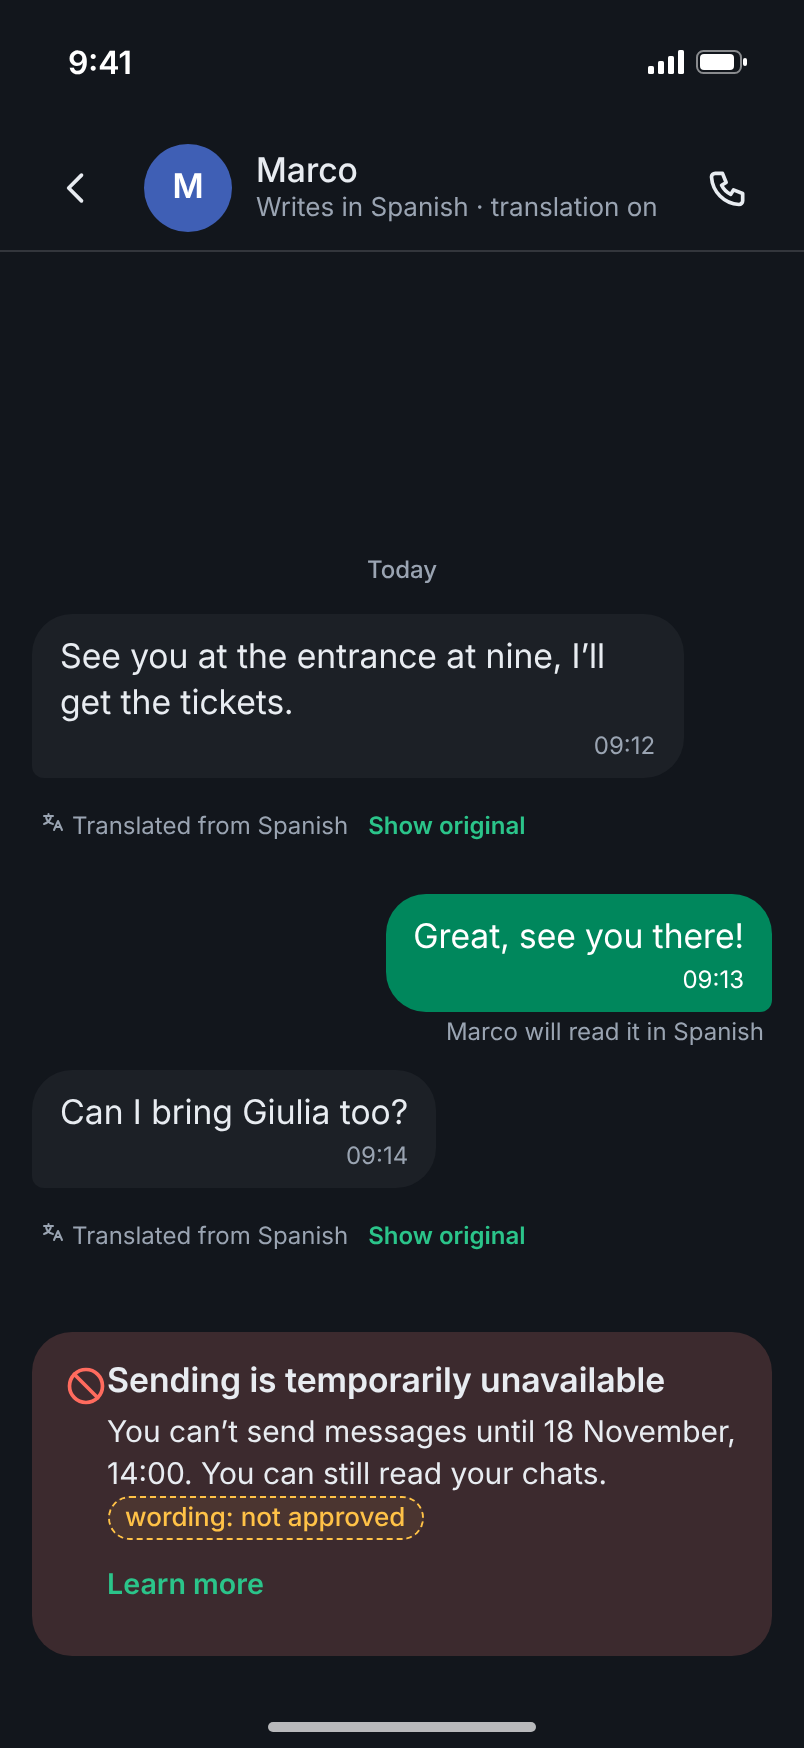 9:41
M
Marco
Writes in Spanish · translation on
Today
See you at the entrance at nine, I’ll
get the tickets.
09:12
Translated from Spanish Show original
Great, see you there!
09:13
Marco will read it in Spanish
Can I bring Giulia too?
09:14
Translated from Spanish Show original
Sending is temporarily unavailable
You can’t send messages until 18 November,
14:00. You can still read your chats.
wording: not approved
Learn more